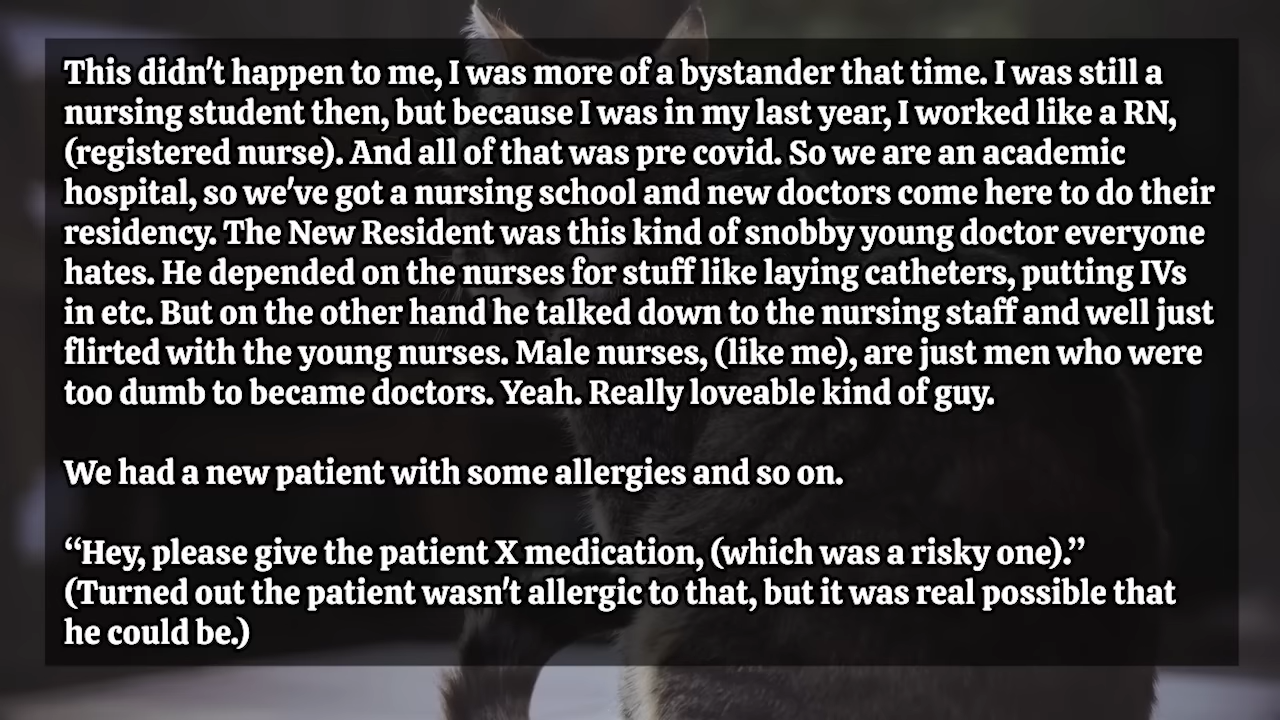 This didn't happen to me, I was more of a bystander that time. I was still a
nursing student then, but because I was in my last year, I worked like a RN,
(registered nurse). And all of that was pre covid. So we are an academic
hospital, so we've got a nursing school and new doctors come here to do their
residency. The New Resident was this kind of snobby young doctor everyone
hates. He depended on the nurses for stuff like laying catheters, putting IVs
in etc. But on the other hand he talked down to the nursing staff and well just
flirted with the young nurses. Male nurses, (like me), are just men who were
too dumb to became doctors. Yeah. Really loveable kind of guy.
We had a new patient with some allergies and so on.
“Hey, please give the patient X medication, (which was a risky one).”
(Turned out the patient wasn't allergic to that, but it was real possible that
he could be.)